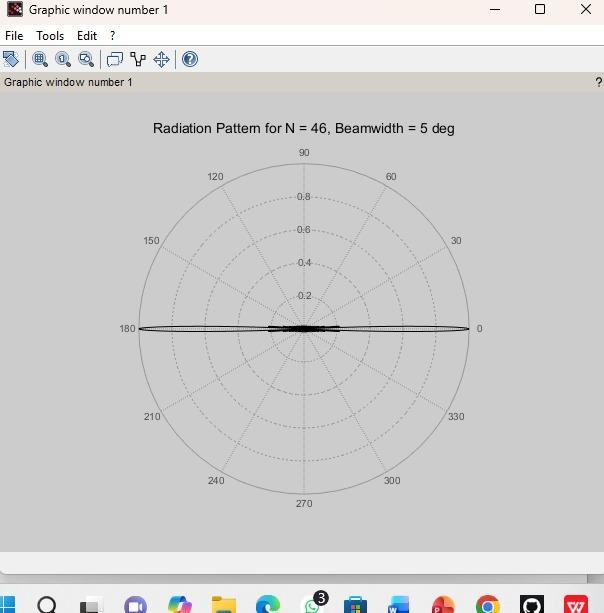 Graphic window number 1
File Tools Edit ?
Graphic window number 1 ?
Radiation Pattern for N = 46, Beamwidth = 5 deg
90
120 60
0.8
150 0.6 30
0.4
0.2
180 0
210 330
240 300
270
3
W P W